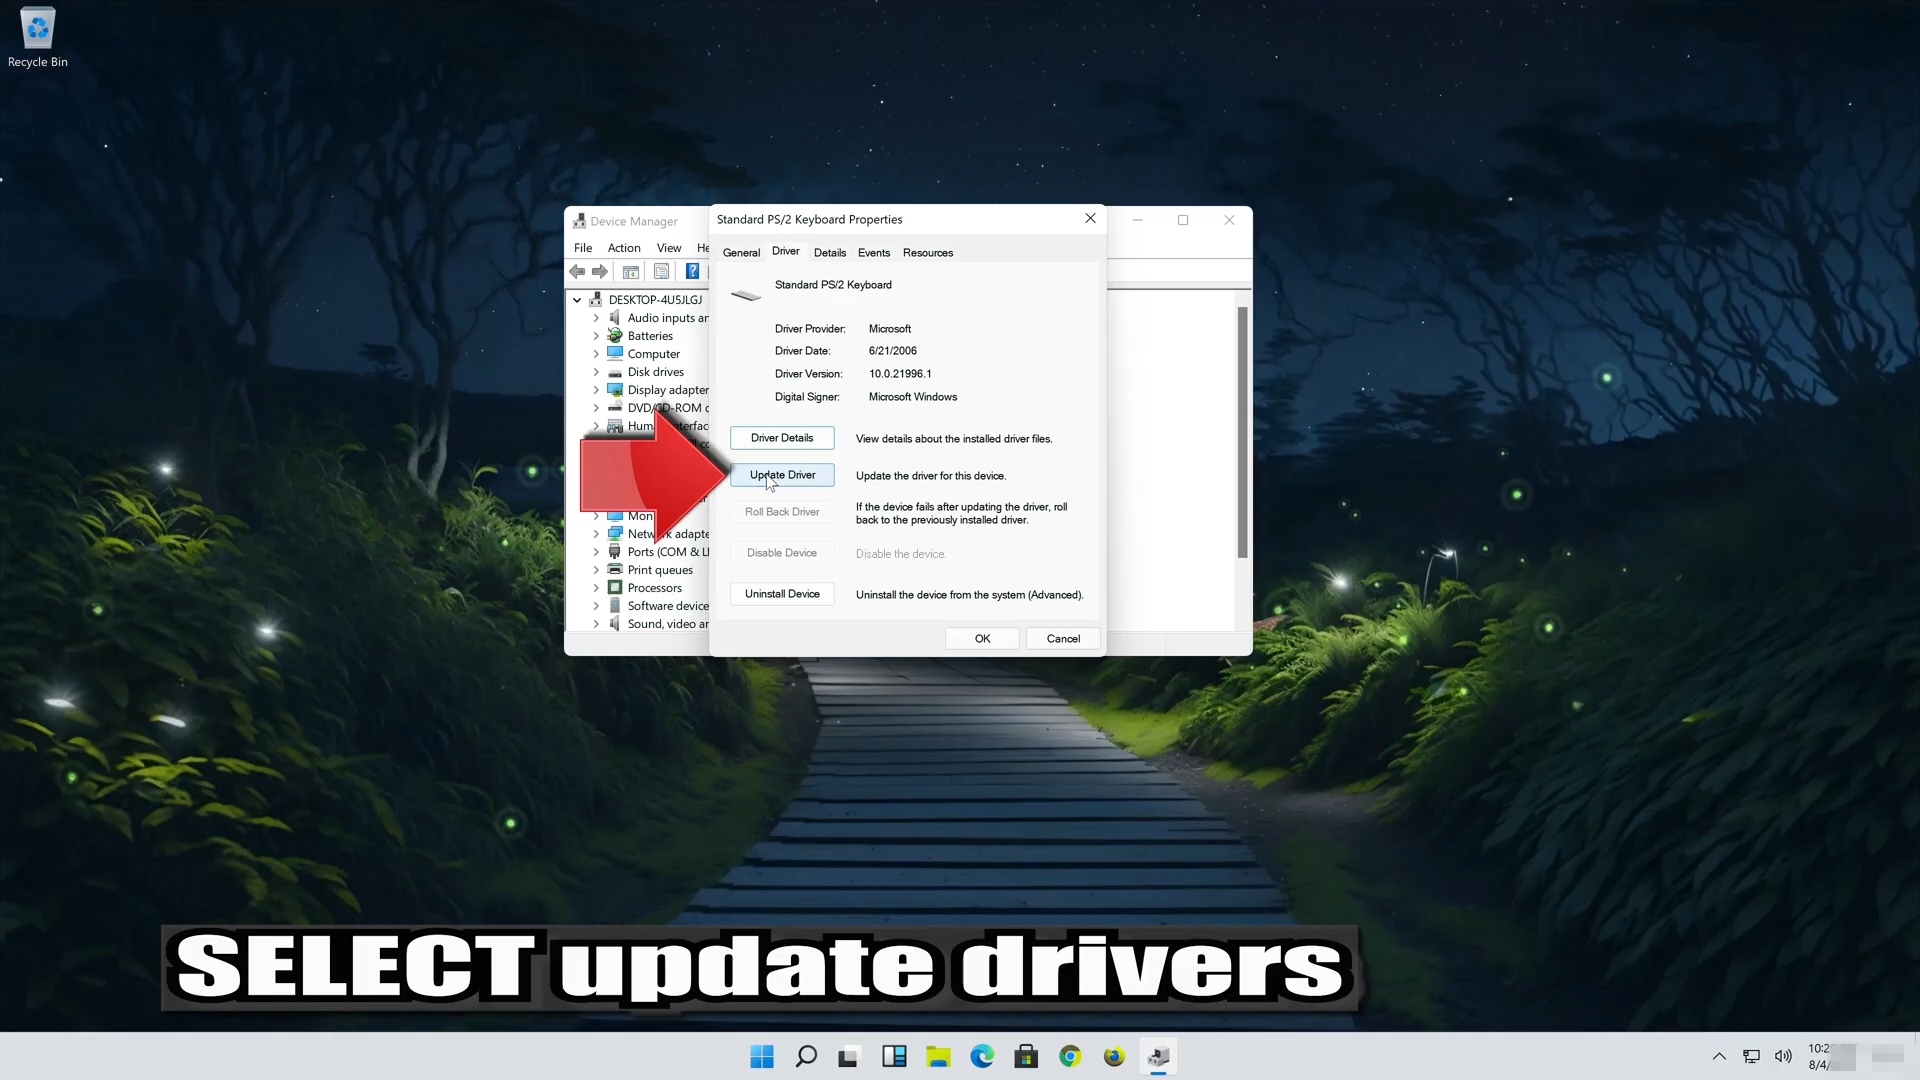 Recycle Bin
Device Manager
Standard PS/2 Keyboard Properties
File Action View
General Driver Details Events Resources
DESKTOP-4U5JLGJ
Audio inputs an
Batteries
Computer
Disk drives
Display adapter
DVD/CD-ROM
Mon
Ports (COM &
Print queues
Processors
Software device
Sound, video an
Standard PS/2 Keyboard
Driver Provider: Microsoft
Driver Date: 6/21/2006
Driver Version: 10.0.21996.1
Digital Signer: Microsoft Windows
Driver Details View details about the installed driver files.
Update Driver Update the driver for this device.
Roll Back Driver If the device fails after updating the driver, roll
back to the previously installed driver.
Disable Device Disable the device.
Uninstall Device Uninstall the device from the system (Advanced).
OK Cancel
SELECT update drivers
10:2
8/4/